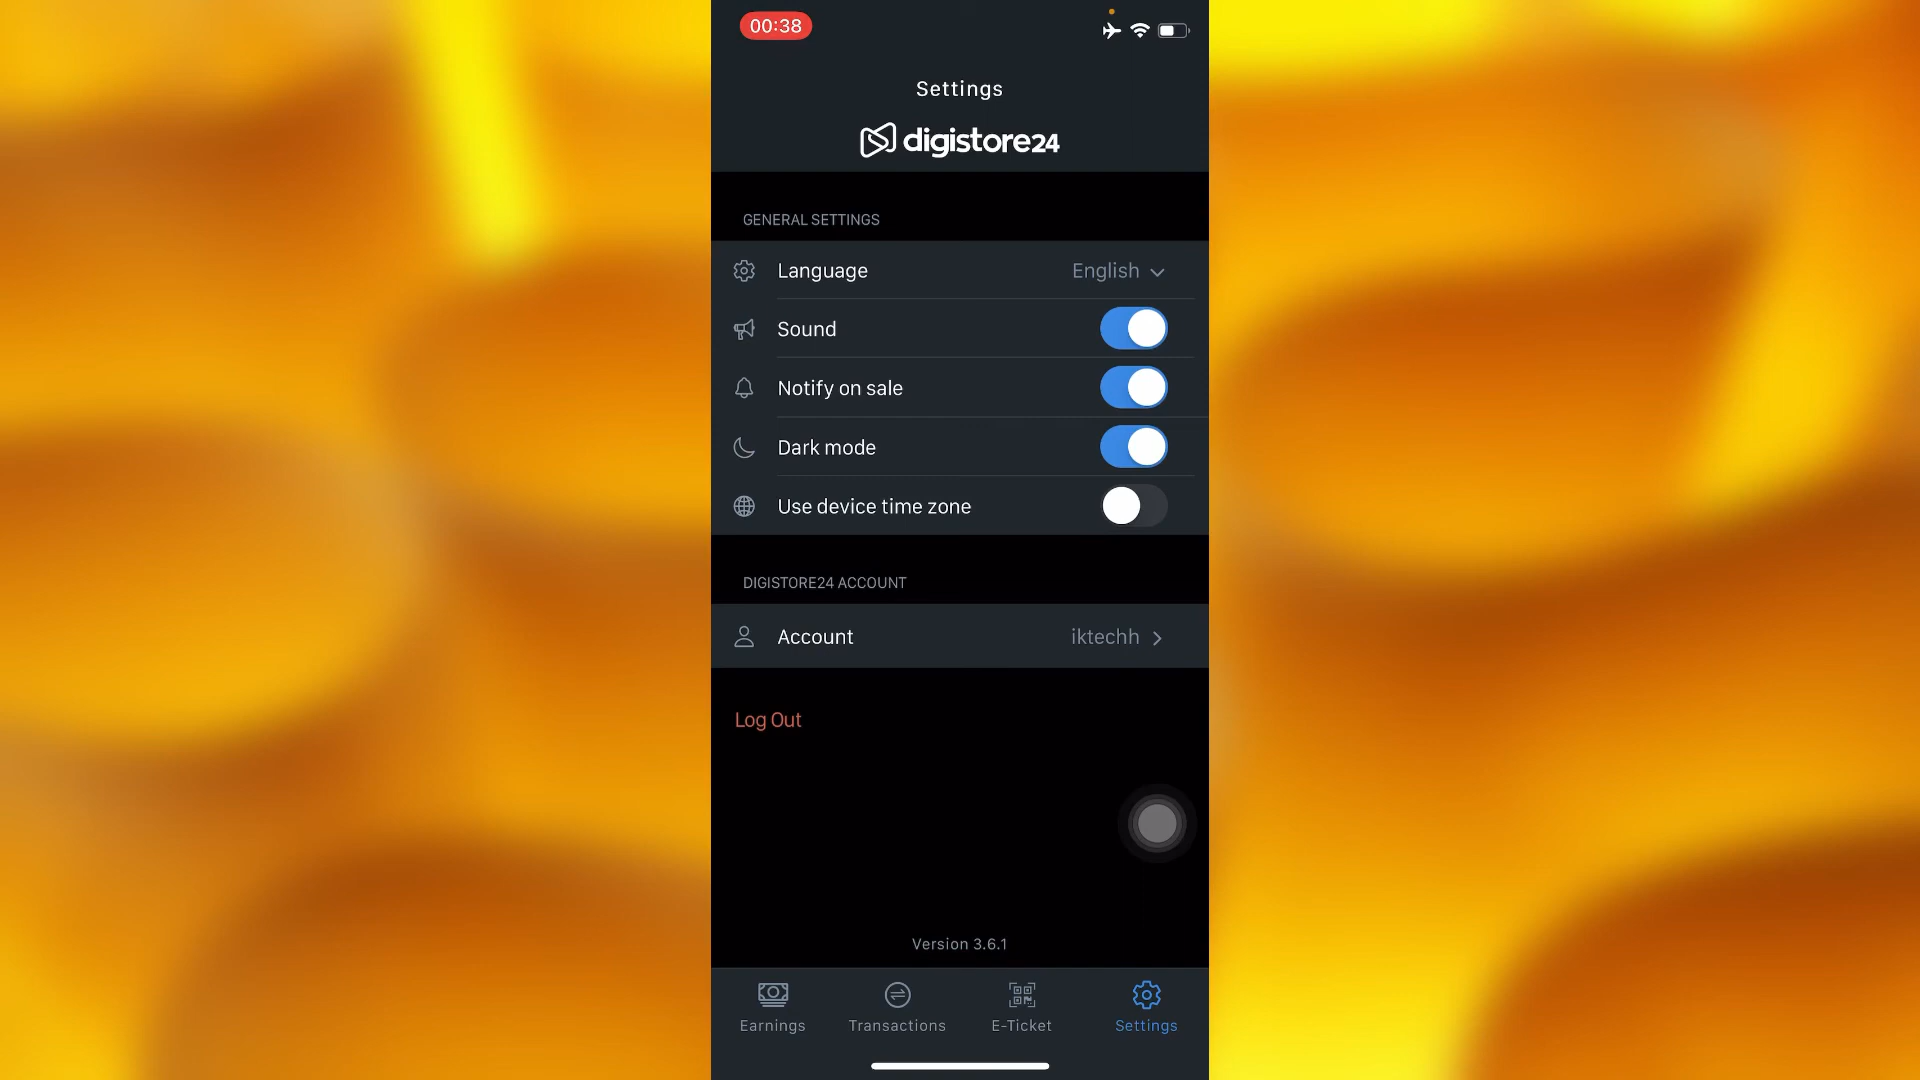 00:38
Settings
digistore24
GENERAL SETTINGS
Language English
Sound
Notify on sale
Dark mode
Use device time zone
DIGISTORE24 ACCOUNT
Account iktechh
Log Out
Version 3.6.1
Earnings Transactions E-Ticket Settings